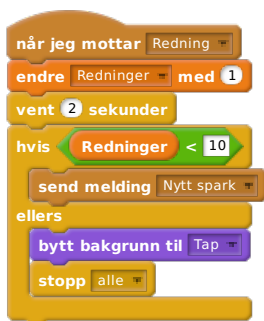 når jeg mottar Redning
endre Redninger med 1
vent 2 sekunder
hvis Redninger < 10
send melding Nytt spark
ellers
bytt bakgrunn til Tap
stopp alle